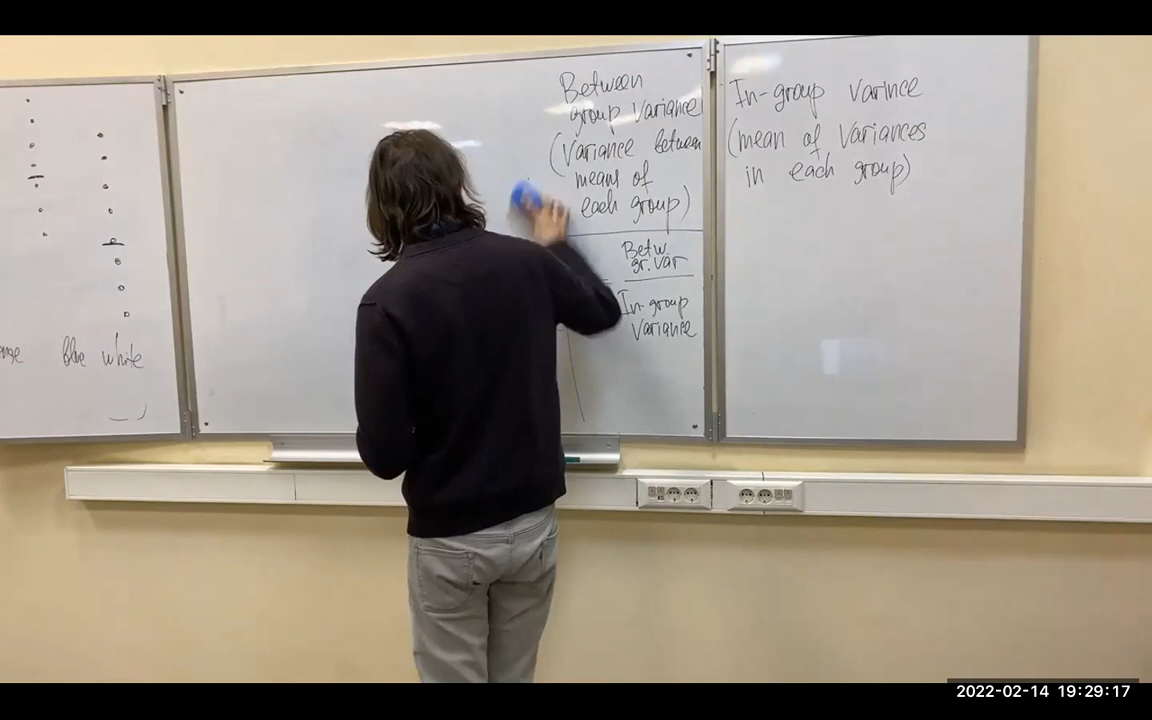 Between
group Variance
(Variance between
means of
each group)
Betw.
gr. var
In-group
Variance
In-group Varince
(mean of Variances
in each group)
blue white
2022-02-14 19:29:17